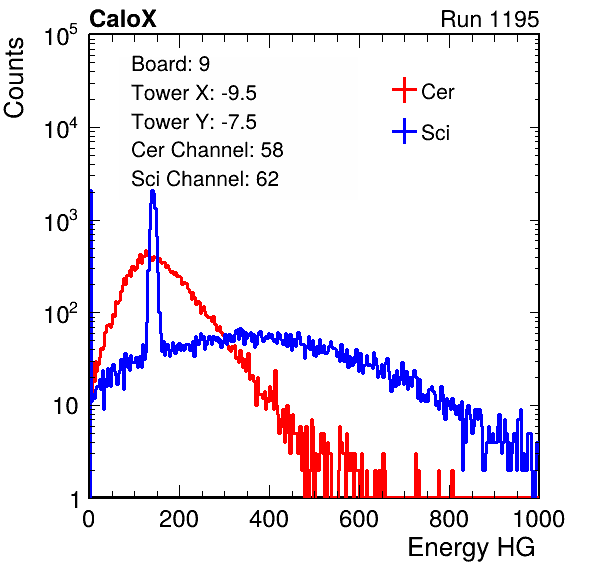 CaloX Run 1195
Counts
10^5
10^4
10^3
10^2
10
1
Board: 9
Tower X: -9.5
Tower Y: -7.5
Cer Channel: 58
Sci Channel: 62
Cer
Sci
0 200 400 600 800 1000
Energy HG